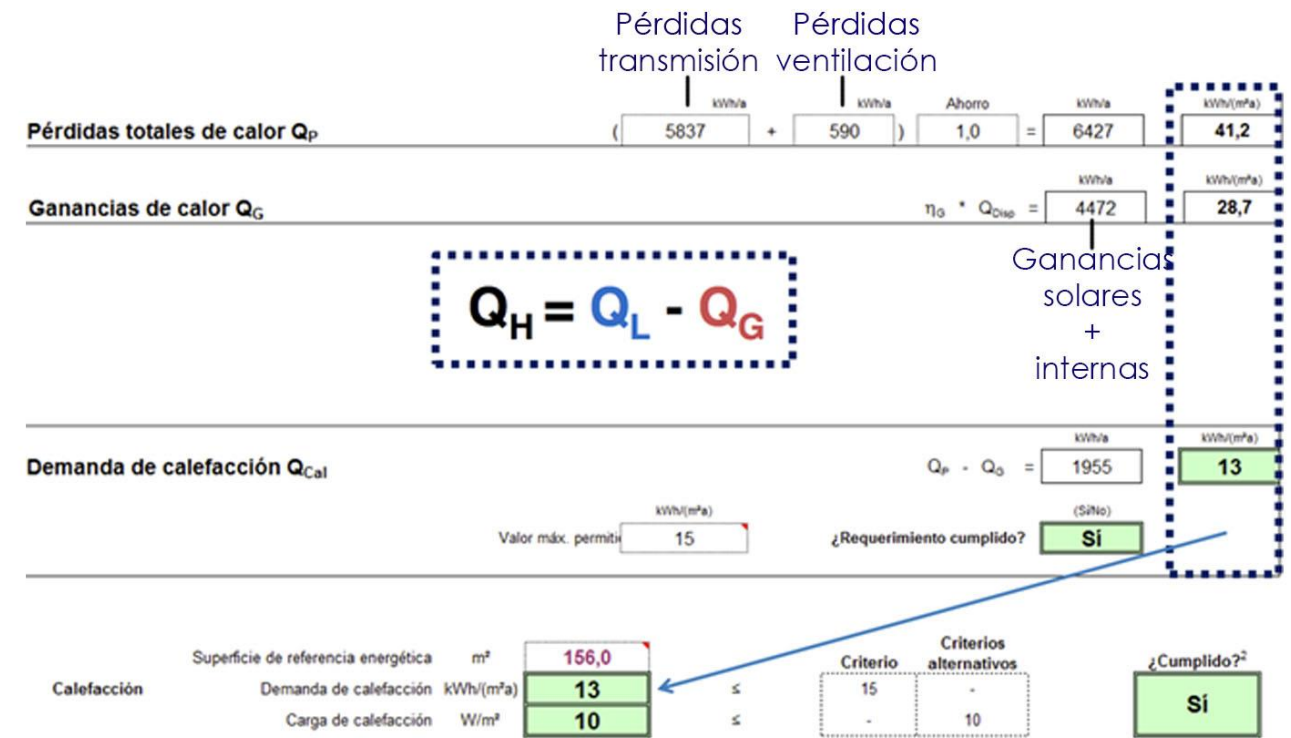 Pérdidas Pérdidas
transmisión ventilación
kWh/a kWh/a Ahorro kWh/a kWh/(m²a)
Pérdidas totales de calor QP ( 5837 + 590 ) 1,0 = 6427 41,2
kWh/a kWh/(m²a)
Ganancias de calor QG ηG * QDisp = 4472 28,7
Ganancias
solares
+
internas
QH = QL - QG
kWh/a kWh/(m²a)
Demanda de calefacción QCal QP - QG = 1955 13
kWh/(m²a) (Sí/No)
Valor máx. permiti 15 ¿Requerimiento cumplido? Sí
Criterios
Criterio alternativos ¿Cumplido?²
Superficie de referencia energética m² 156,0
Calefacción Demanda de calefacción kWh/(m²a) 13 ≤ 15 - Sí
Carga de calefacción W/m² 10 ≤ - 10